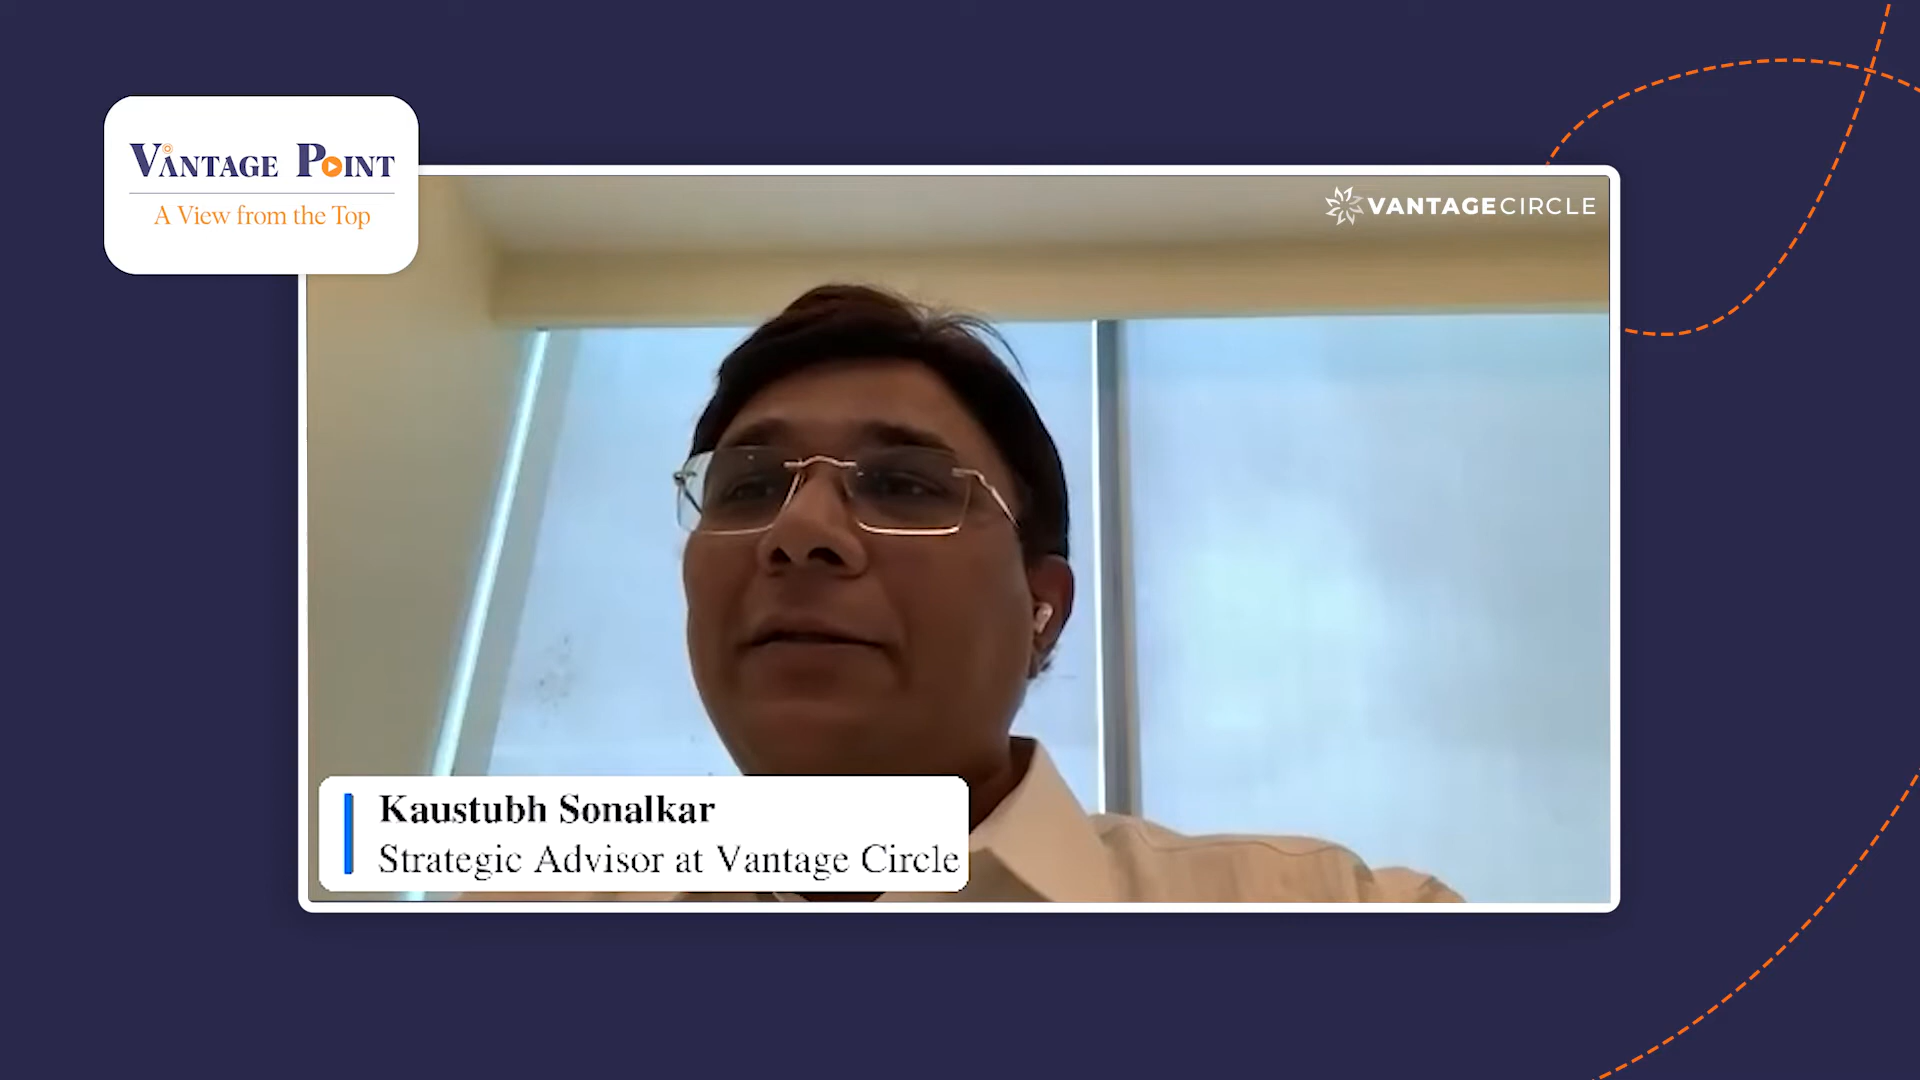 VANTAGE POINT
A View from the Top
VANTAGECIRCLE
Kaustubh Sonalkar
Strategic Advisor at Vantage Circle